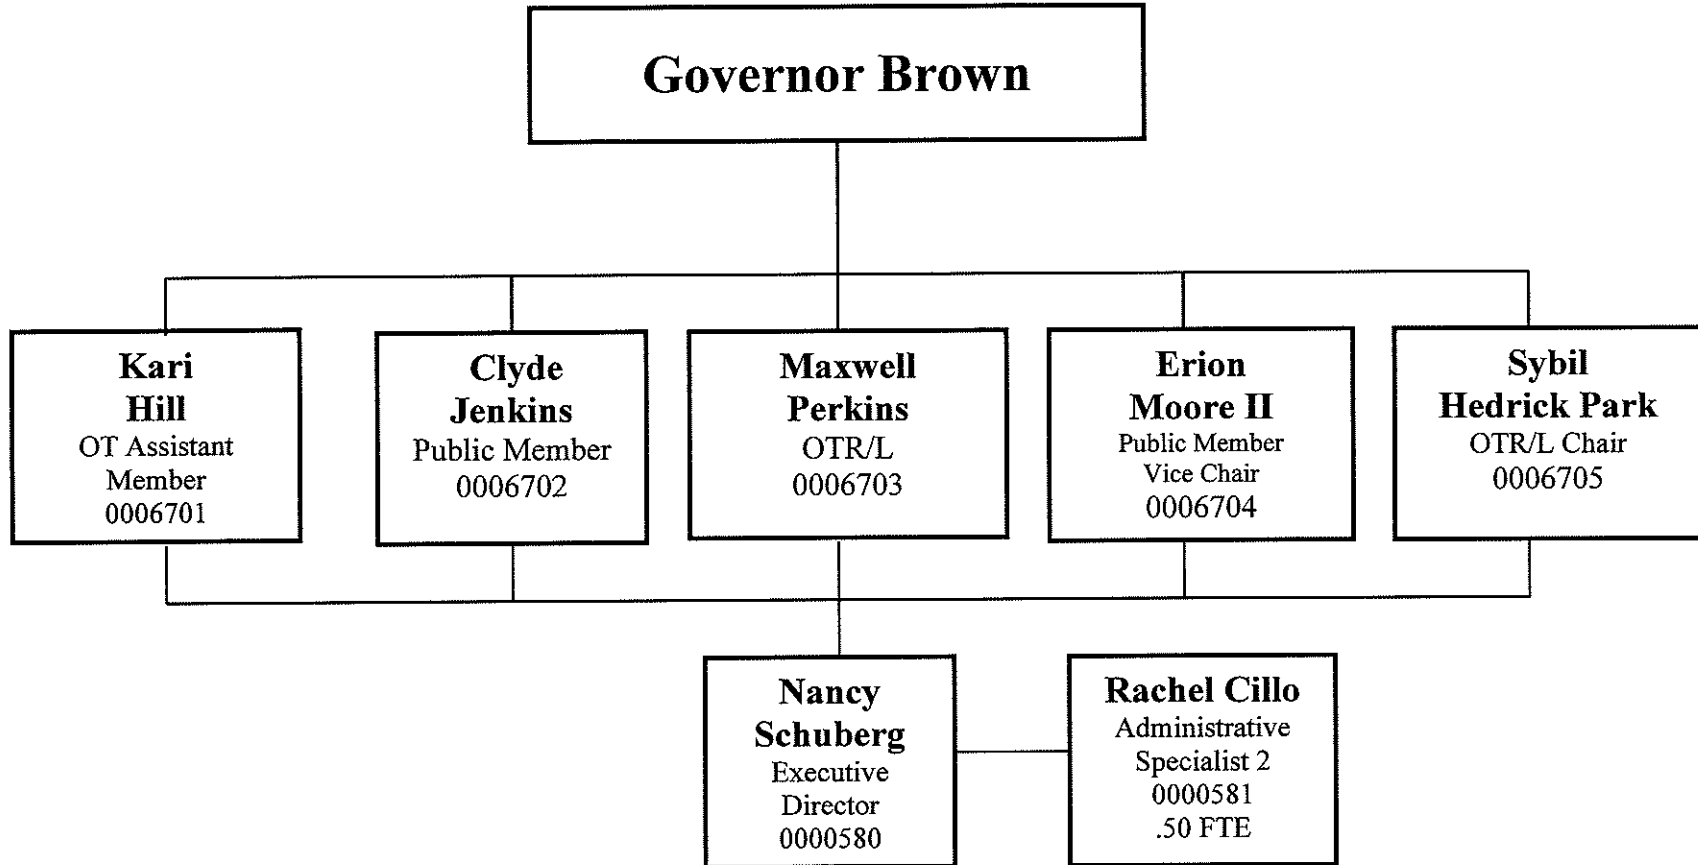 Governor Brown
Kari
Hill
OT Assistant
Member
0006701
Clyde
Jenkins
Public Member
0006702
Maxwell
Perkins
OTR/L
0006703
Erion
Moore II
Public Member
Vice Chair
0006704
Sybil
Hedrick Park
OTR/L Chair
0006705
Nancy
Schuberg
Executive
Director
0000580
Rachel Cillo
Administrative
Specialist 2
0000581
.50 FTE